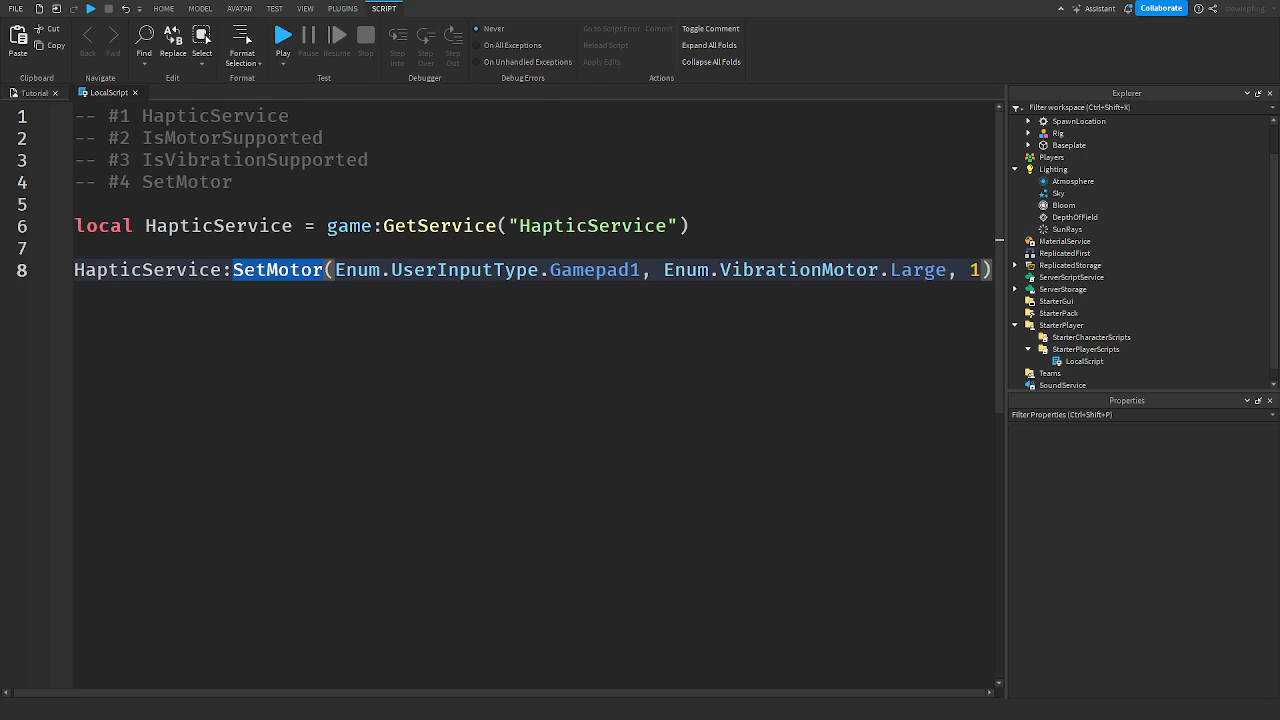 FILE HOME MODEL AVATAR TEST VIEW PLUGINS SCRIPT Assistant Collaborate stewiepfing
Paste Cut Copy Back Fwd Find Replace Select Format Selection Play Pause Resume Stop Step Into Step Over Step Out
Never
On All Exceptions
On Unhandled Exceptions
Go to Script Error Commit
Reload Script
Apply Edits
Toggle Comment
Expand All Folds
Collapse All Folds
Clipboard Navigate Edit Format Test Debugger Debug Errors Actions
Tutorial LocalScript
1 -- #1 HapticService
2 -- #2 IsMotorSupported
3 -- #3 IsVibrationSupported
4 -- #4 SetMotor
5
6 local HapticService = game:GetService("HapticService")
7
8 HapticService:SetMotor(Enum.UserInputType.Gamepad1, Enum.VibrationMotor.Large, 1)
Explorer
Filter workspace (Ctrl+Shift+X)
SpawnLocation
Rig
Baseplate
Players
Lighting
Atmosphere
Sky
Bloom
DepthOfField
SunRays
MaterialService
ReplicatedFirst
ReplicatedStorage
ServerScriptService
ServerStorage
StarterGui
StarterPack
StarterPlayer
StarterCharacterScripts
StarterPlayerScripts
LocalScript
Teams
SoundService
Properties
Filter Properties (Ctrl+Shift+P)